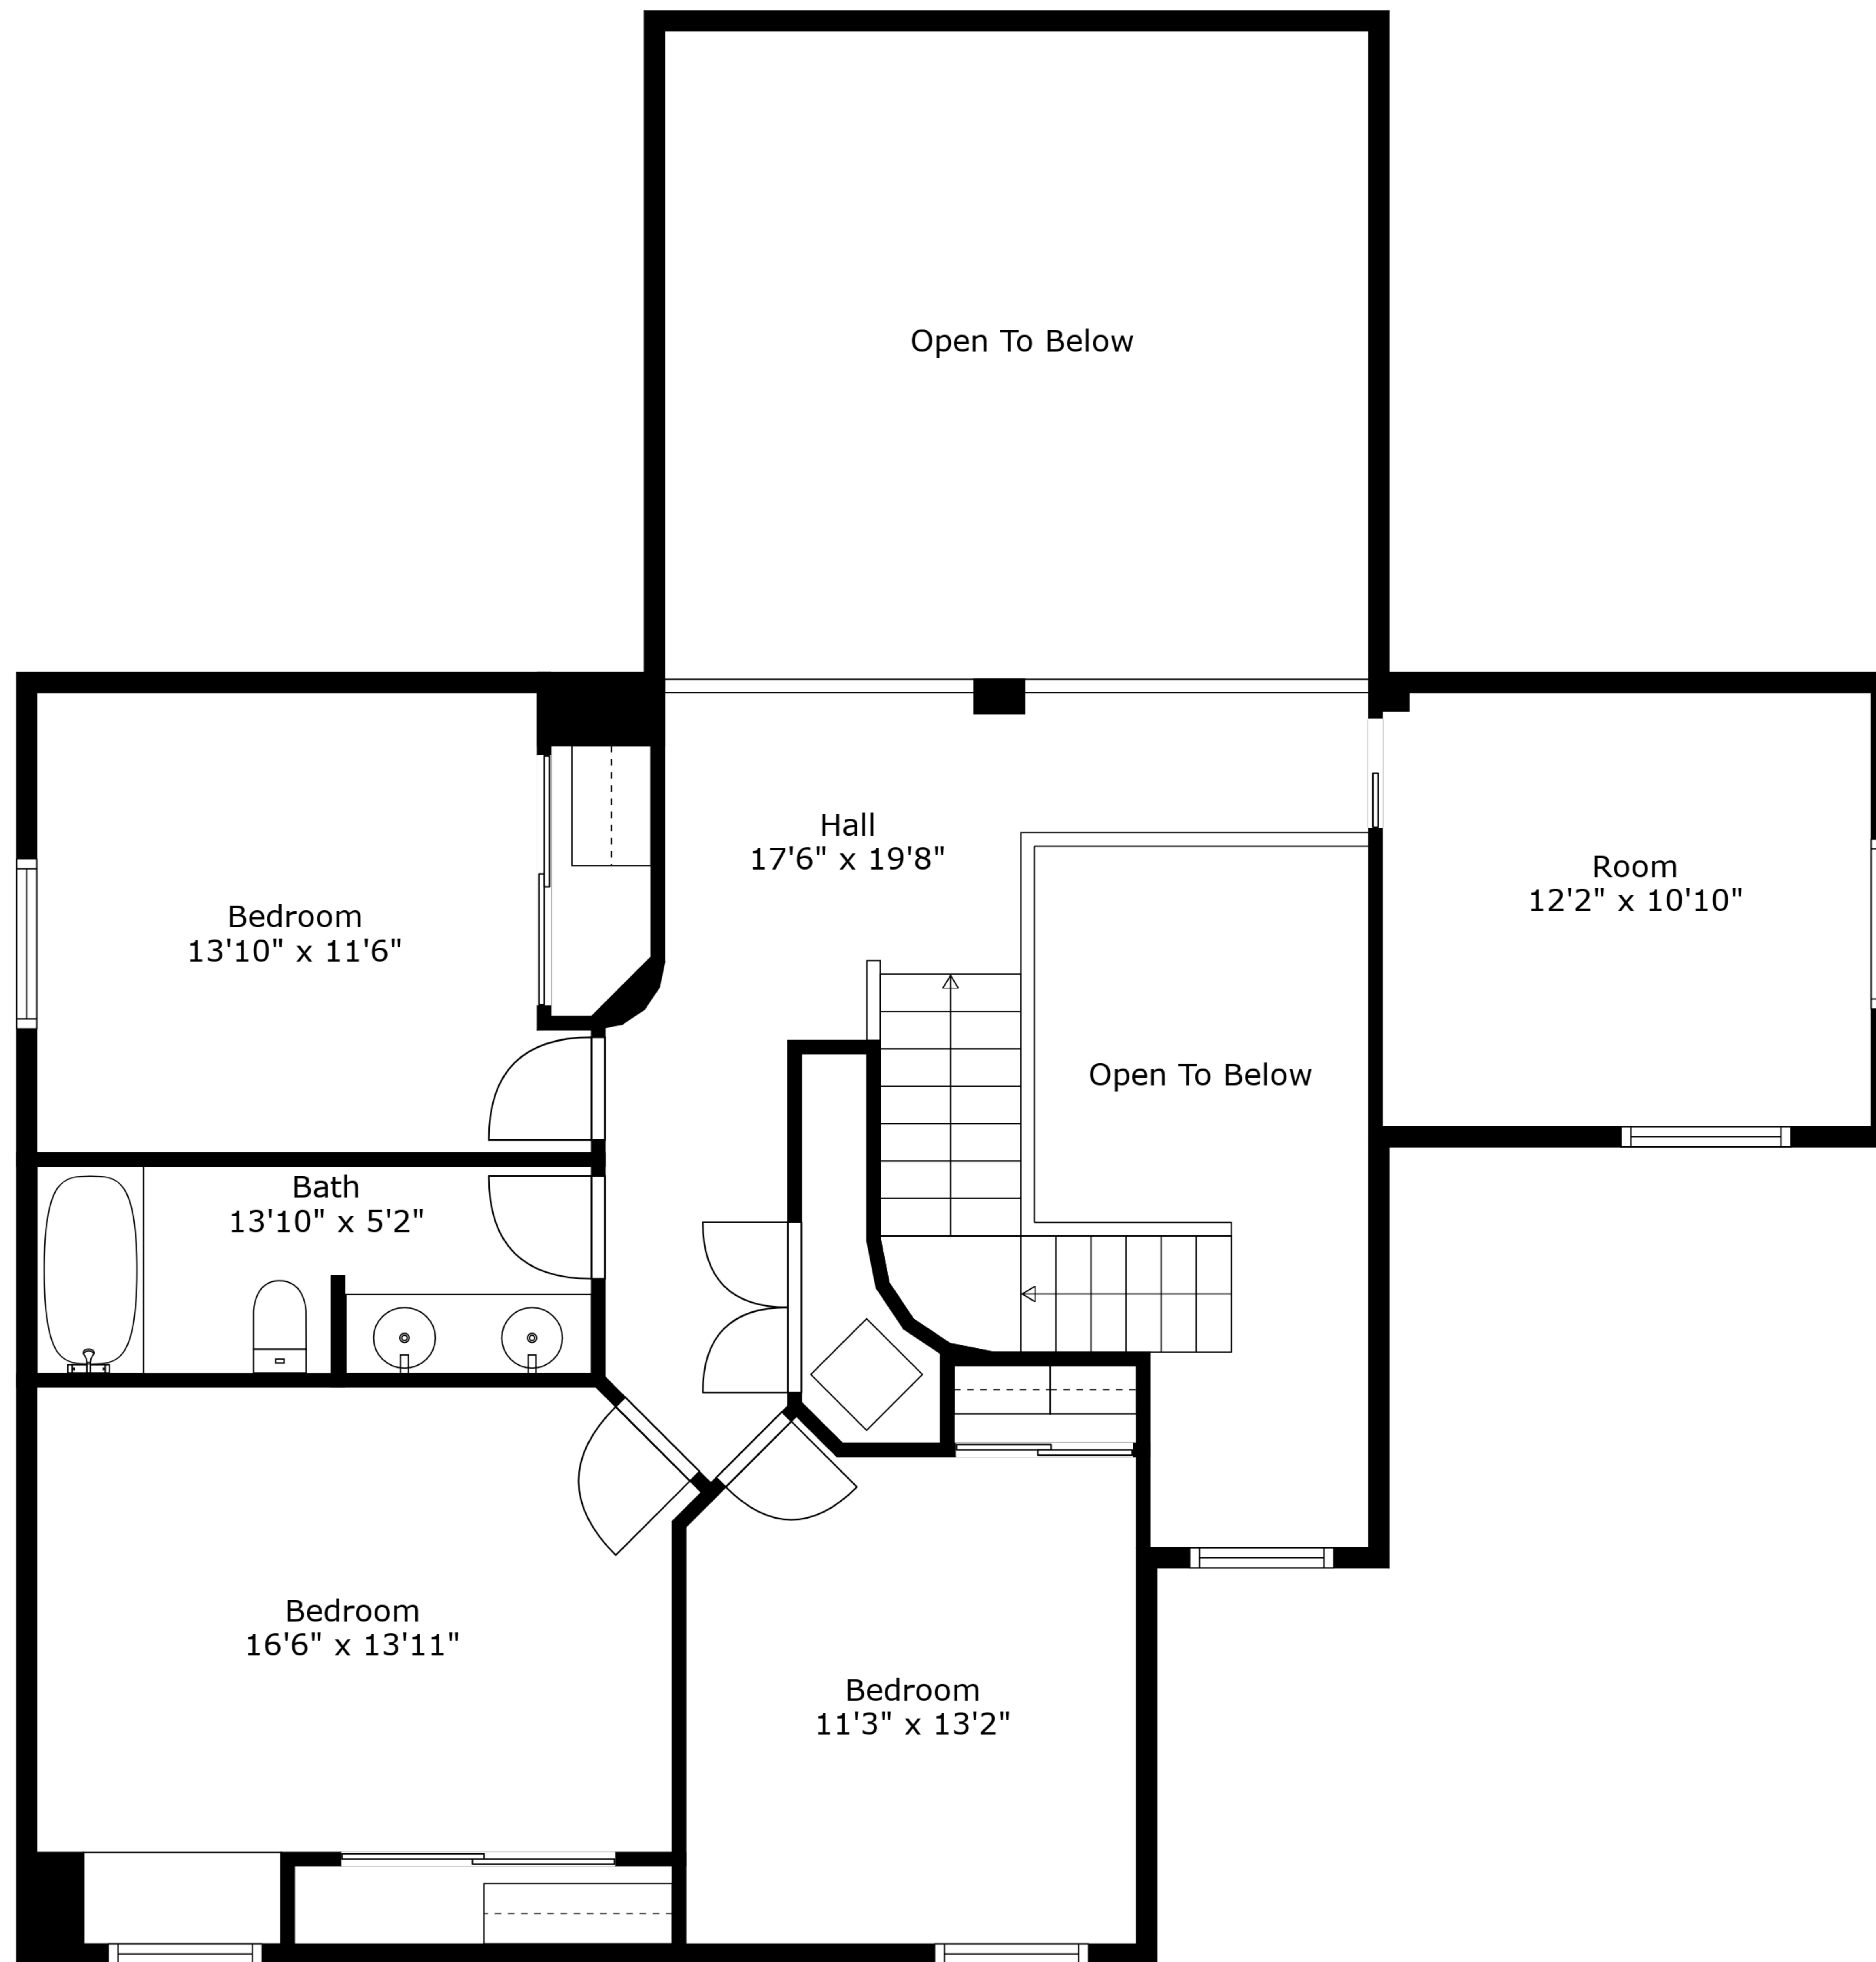 Open To Below
Hall
17'6" x 19'8"
Room
12'2" x 10'10"
Bedroom
13'10" x 11'6"
Open To Below
Bath
13'10" x 5'2"
Bedroom
16'6" x 13'11"
Bedroom
11'3" x 13'2"